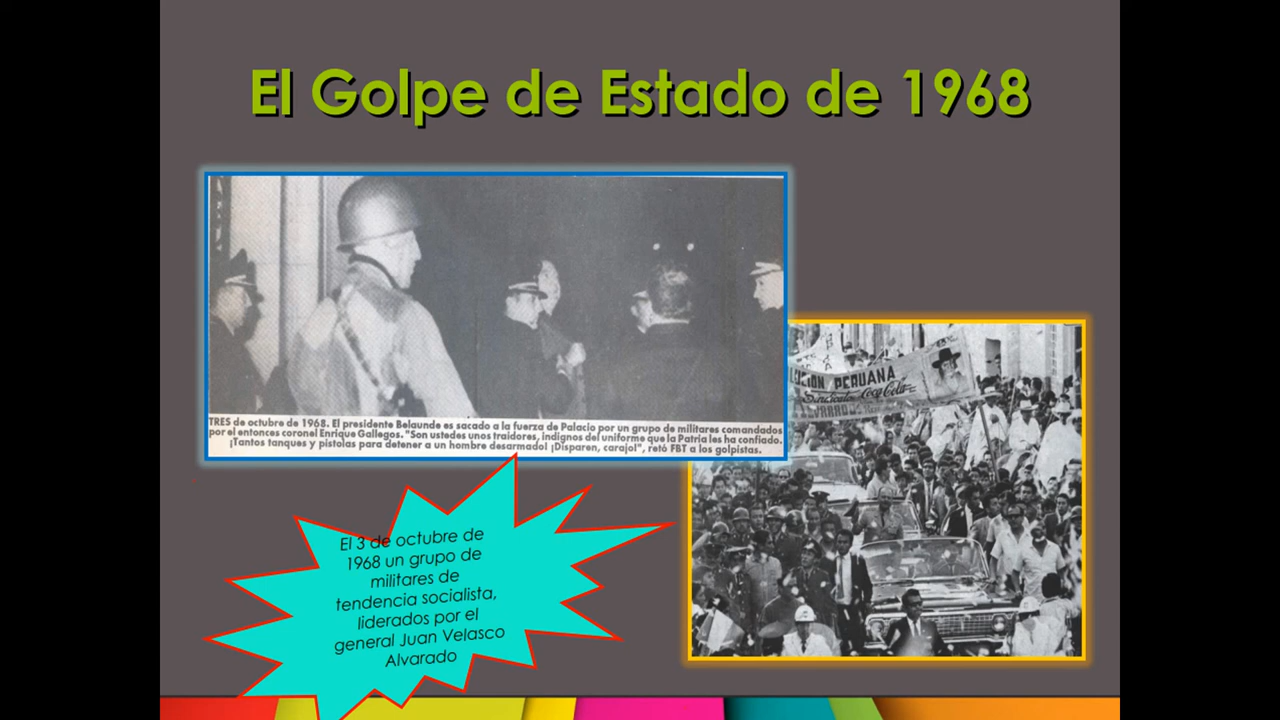 El Golpe de Estado de 1968
TRES de octubre de 1968. El presidente Belaunde es sacado a la fuerza de Palacio por un grupo de militares comandados
por el entonces coronel Enrique Gallegos. "Son ustedes unos traidores, indignos del uniforme que la Patria les ha confiado.
¡Tantos tanques y pistolas para detener a un hombre desarmado! ¡Disparen, carajo!", retó FBT a los golpistas.
PERUANA
Sindicato Coca Cola
El 3 de octubre de
1968 un grupo de
militares de
tendencia socialista,
liderados por el
general Juan Velasco
Alvarado